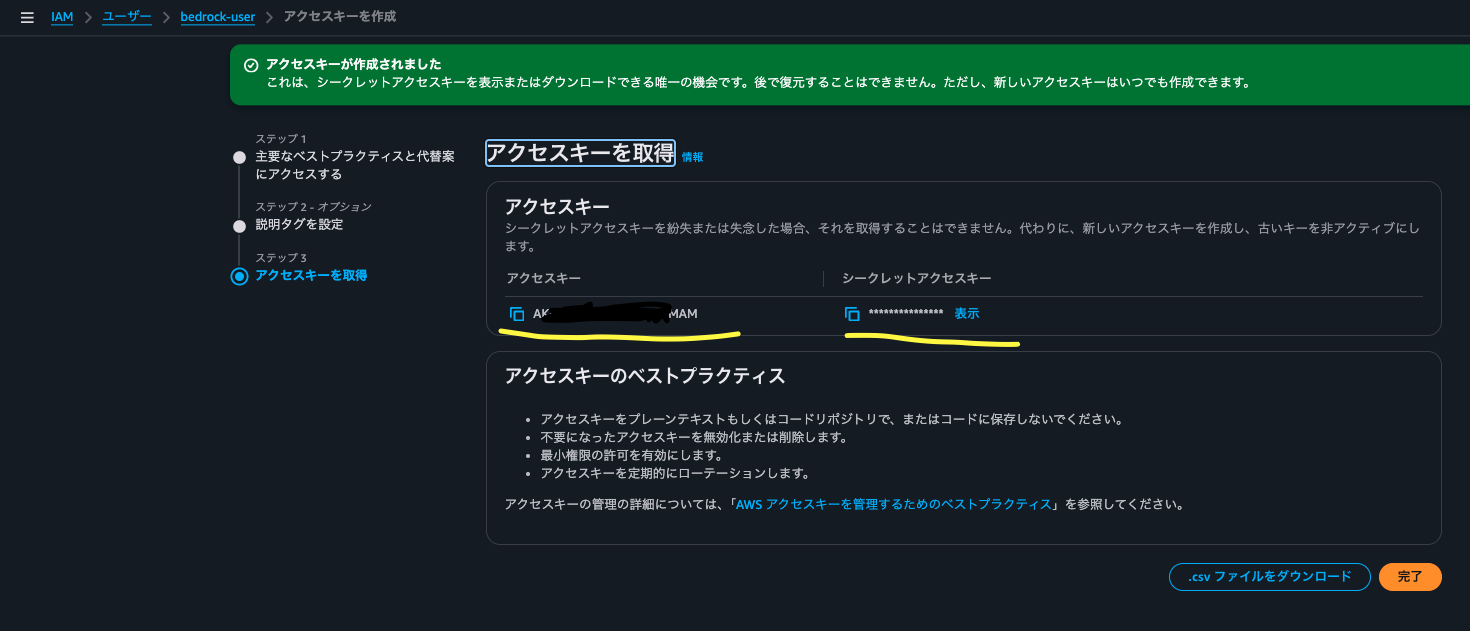 IAM > ユーザー > bedrock-user > アクセスキーを作成
アクセスキーが作成されました
これは、シークレットアクセスキーを表示またはダウンロードできる唯一の機会です。後で復元することはできません。ただし、新しいアクセスキーはいつでも作成できます。
ステップ 1
主要なベストプラクティスと代替案
にアクセスする
ステップ 2 - オプション
説明タグを設定
ステップ 3
アクセスキーを取得
アクセスキーを取得 情報
アクセスキー
シークレットアクセスキーを紛失または失念した場合、それを取得することはできません。代わりに、新しいアクセスキーを作成し、古いキーを非アクティブにし
ます。
アクセスキー
シークレットアクセスキー
AK MAM
*************** 表示
アクセスキーのベストプラクティス
• アクセスキーをプレーンテキストもしくはコードリポジトリで、またはコードに保存しないでください。
• 不要になったアクセスキーを無効化または削除します。
• 最小権限の許可を有効にします。
• アクセスキーを定期的にローテーションします。
アクセスキーの管理の詳細については、「AWS アクセスキーを管理するためのベストプラクティス」を参照してください。
.csv ファイルをダウンロード
完了